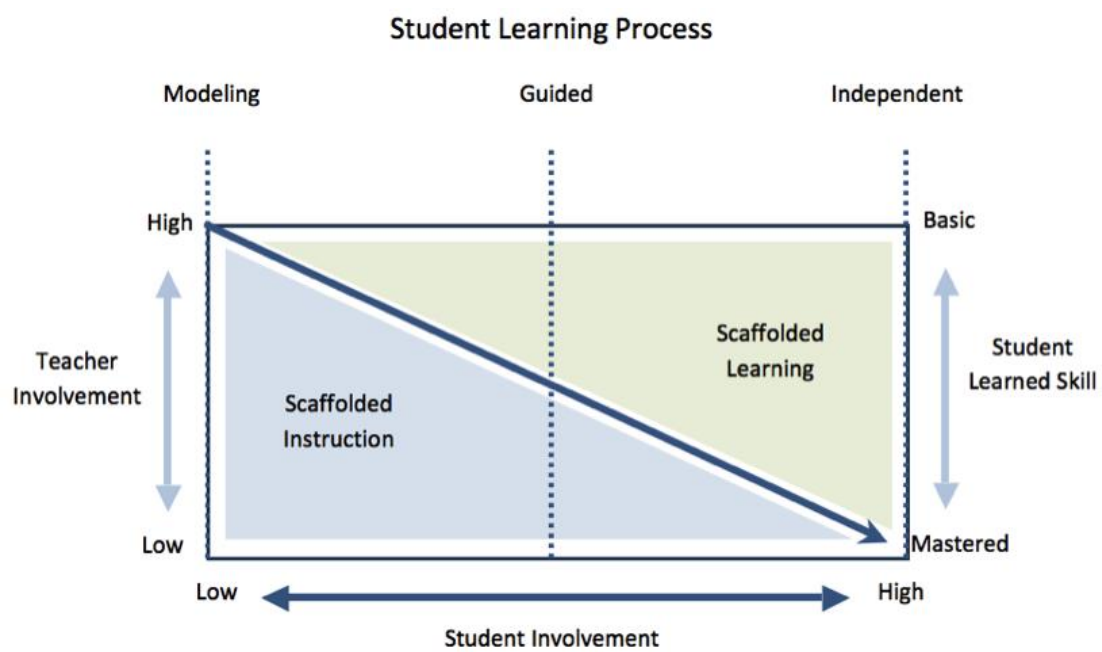 Student Learning Process
Modeling
Guided
Independent
High
Basic
Teacher
Involvement
Scaffolded
Instruction
Scaffolded
Learning
Student
Learned Skill
Low
Mastered
Low
High
Student Involvement